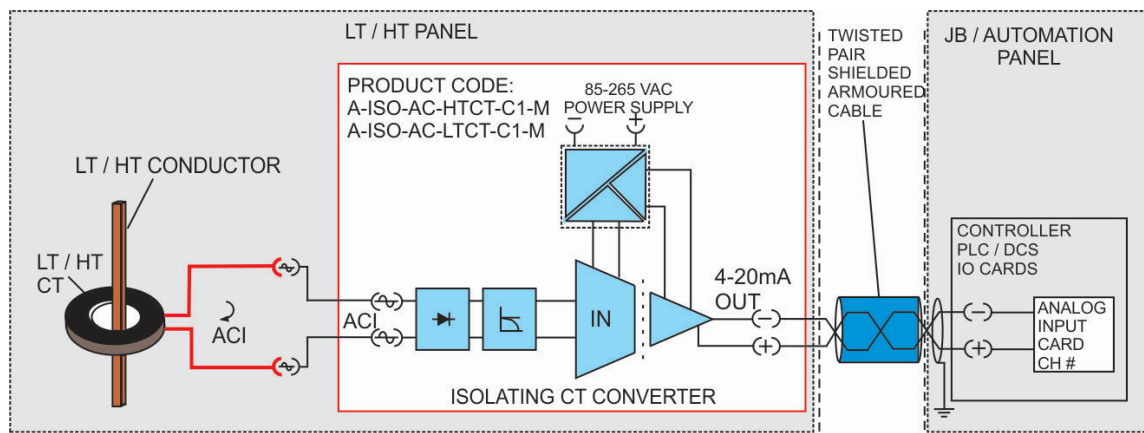 LT / HT PANEL
PRODUCT CODE:
A-ISO-AC-HTCT-C1-M
A-ISO-AC-LTCT-C1-M
85-265 VAC
POWER SUPPLY
− +
LT / HT CONDUCTOR
LT / HT
CT
ACI
ACI
IN
4-20mA
OUT
−
+
ISOLATING CT CONVERTER
TWISTED
PAIR
SHIELDED
ARMOURED
CABLE
JB / AUTOMATION
PANEL
CONTROLLER
PLC / DCS
IO CARDS
−
+
ANALOG
INPUT
CARD
CH #